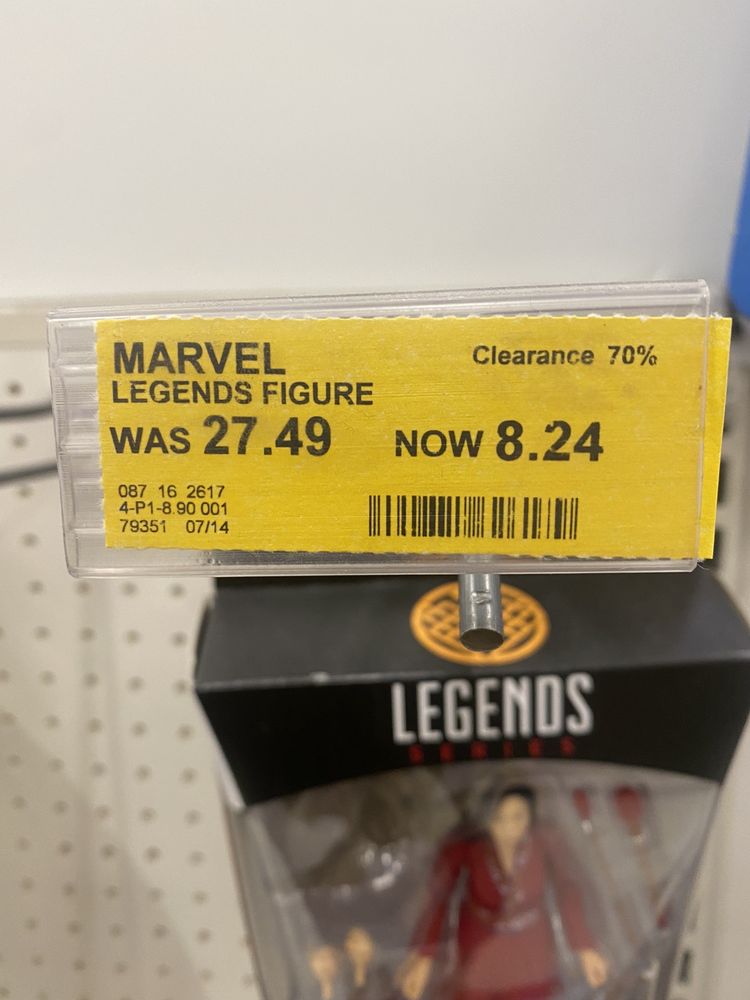 MARVEL
Clearance 70%
LEGENDS FIGURE
WAS 27.49
NOW 8.24
087 16 2617
4-P1-8.90 001
79351 07/14
LEGENDS
SERIES